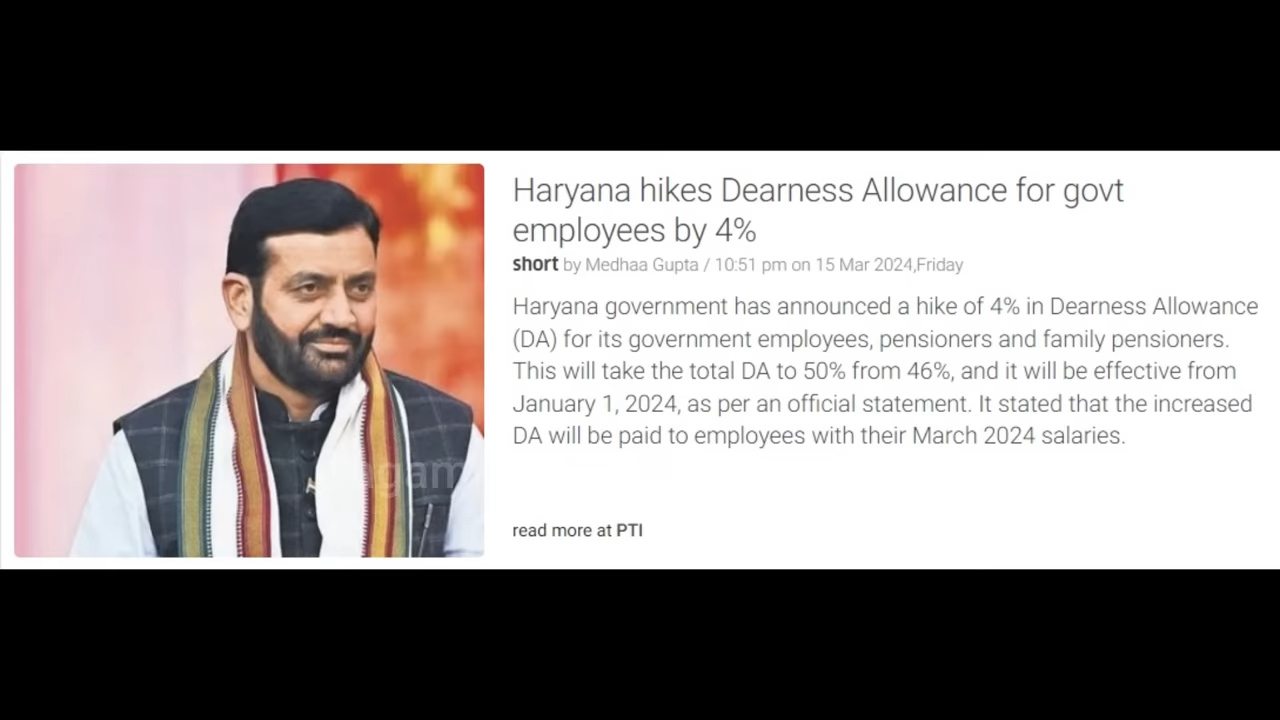 Haryana hikes Dearness Allowance for govt
employees by 4%
short by Medhaa Gupta / 10:51 pm on 15 Mar 2024,Friday
Haryana government has announced a hike of 4% in Dearness Allowance
(DA) for its government employees, pensioners and family pensioners.
This will take the total DA to 50% from 46%, and it will be effective from
January 1, 2024, as per an official statement. It stated that the increased
DA will be paid to employees with their March 2024 salaries.
read more at PTI